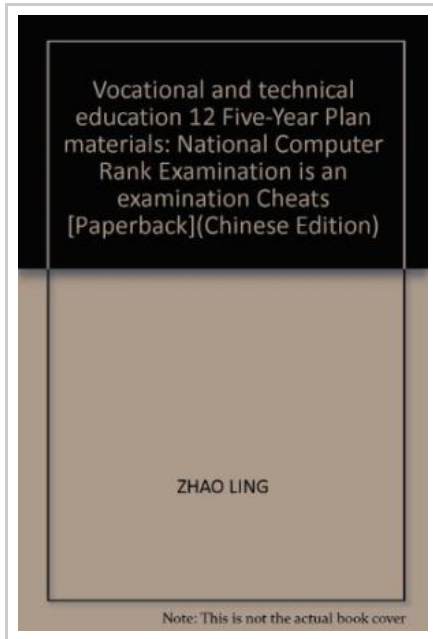 Vocational and technical
education 12 Five-Year Plan
materials: National Computer
Rank Examination is an
examination Cheats
[Paperback](Chinese Edition)
ZHAO LING
Note: This is not the actual book cover